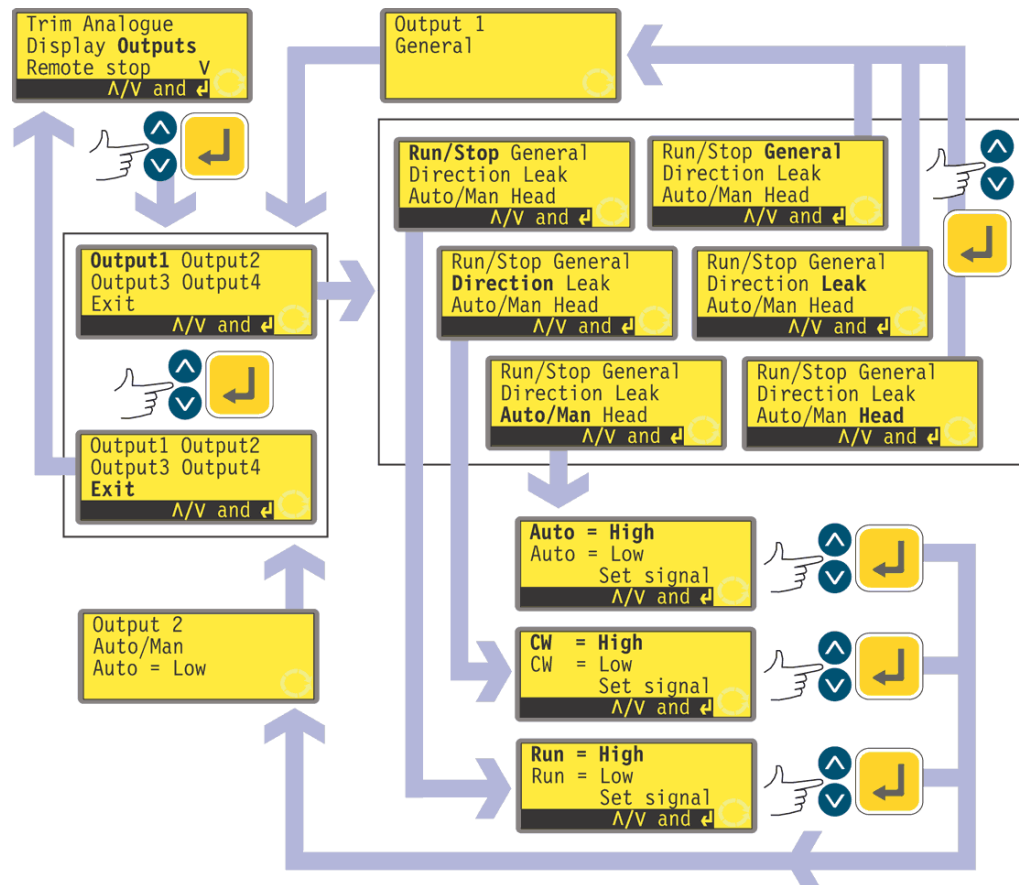 Trim Analogue
Display Outputs
Remote stop V
Λ/V and ↲
Output 1
General
Output1 Output2
Output3 Output4
Exit
Λ/V and ↲
Output1 Output2
Output3 Output4
Exit
Λ/V and ↲
Output 2
Auto/Man
Auto = Low
Run/Stop General
Direction Leak
Auto/Man Head
Λ/V and ↲
Run/Stop General
Direction Leak
Auto/Man Head
Λ/V and ↲
Run/Stop General
Direction Leak
Auto/Man Head
Λ/V and ↲
Run/Stop General
Direction Leak
Auto/Man Head
Λ/V and ↲
Run/Stop General
Direction Leak
Auto/Man Head
Λ/V and ↲
Run/Stop General
Direction Leak
Auto/Man Head
Λ/V and ↲
Auto = High
Auto = Low
Set signal
Λ/V and ↲
CW = High
CW = Low
Set signal
Λ/V and ↲
Run = High
Run = Low
Set signal
Λ/V and ↲